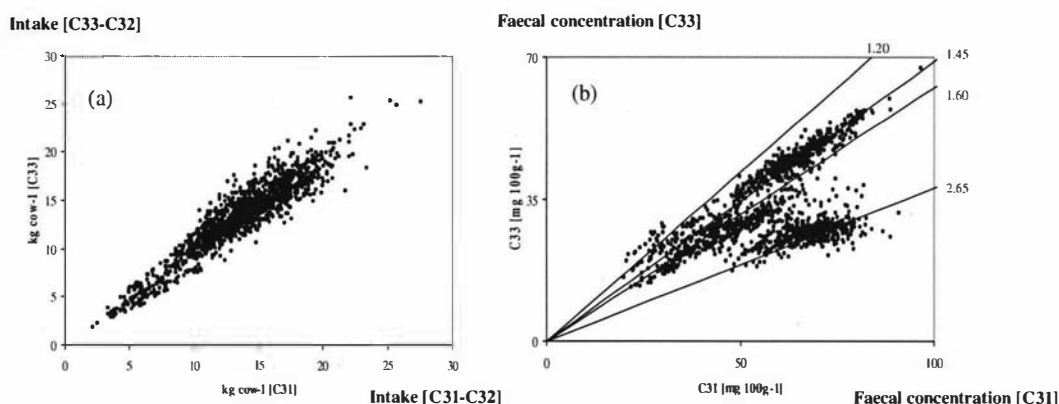 Intake [C33-C32]
Faecal concentration [C33]
(a)
30
25
20
15
10
5
0
kg cow-1 [C33]
0 5 10 15 20 25 30
kg cow-1 [C31]
Intake [C31-C32]
(b)
70
35
0
C33 [mg 100g-1]
1.20
1.45
1.60
2.65
0 50 100
C31 [mg 100g-1]
Faecal concentration [C31]